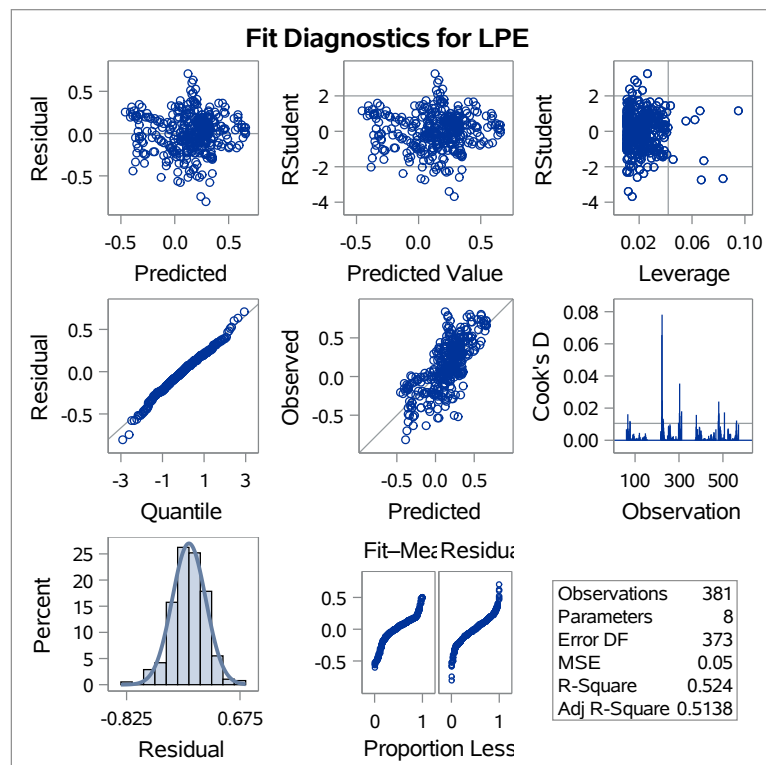 Fit Diagnostics for LPE
Residual
0.5
0.0
-0.5
-0.5 0.0 0.5
Predicted
RStudent
2
0
-2
-4
-0.5 0.0 0.5
Predicted Value
RStudent
2
0
-2
-4
0.02 0.06 0.10
Leverage
Residual
0.5
0.0
-0.5
-3 -1 1 3
Quantile
Observed
0.5
0.0
-0.5
-0.5 0.0 0.5
Predicted
Cook's D
0.08
0.06
0.04
0.02
0.00
100 300 500
Observation
Percent
25
20
15
10
5
0
-0.825 0.675
Residual
Fit–Mea Residua
0.5
0.0
-0.5
0 1 0 1
Proportion Less
Observations 381
Parameters 8
Error DF 373
MSE 0.05
R-Square 0.524
Adj R-Square 0.5138